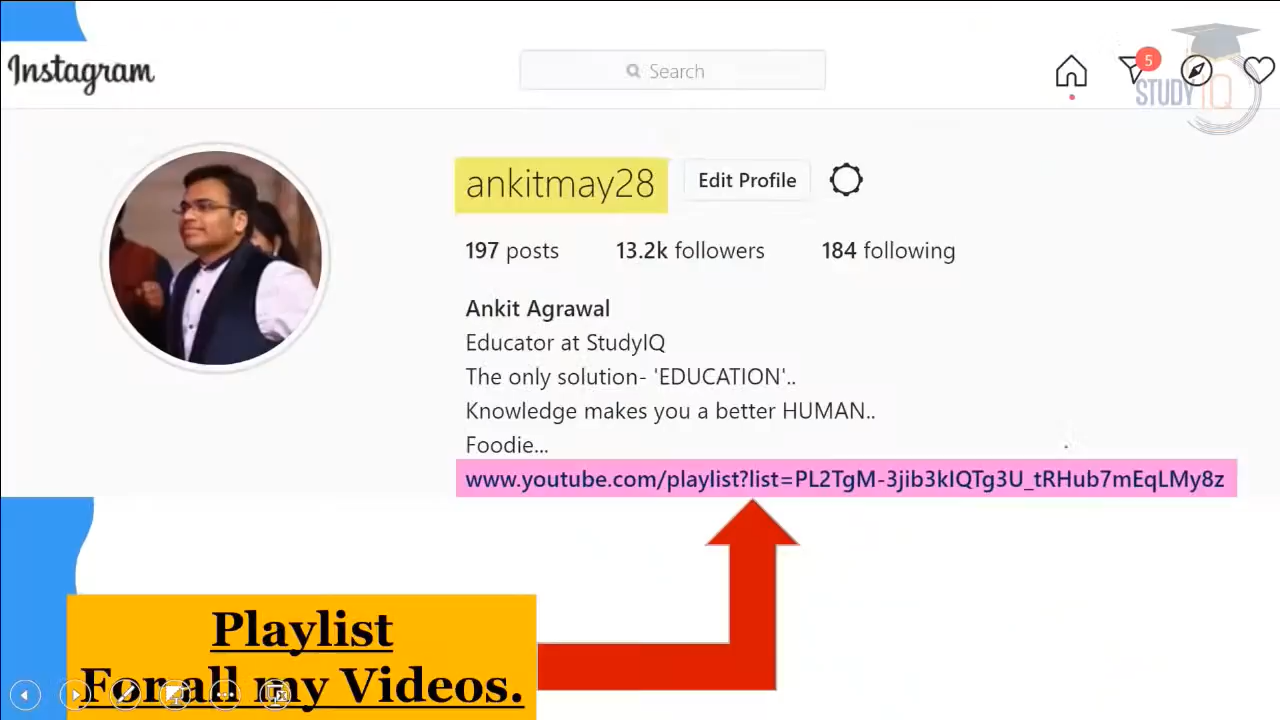 Instagram
Search
5
STUDY IQ
ankitmay28
Edit Profile
197 posts 13.2k followers 184 following
Ankit Agrawal
Educator at StudyIQ
The only solution- 'EDUCATION'..
Knowledge makes you a better HUMAN..
Foodie...
www.youtube.com/playlist?list=PL2TgM-3jib3kIQTg3U_tRHub7mEqLMy8z
Playlist
For all my Videos.